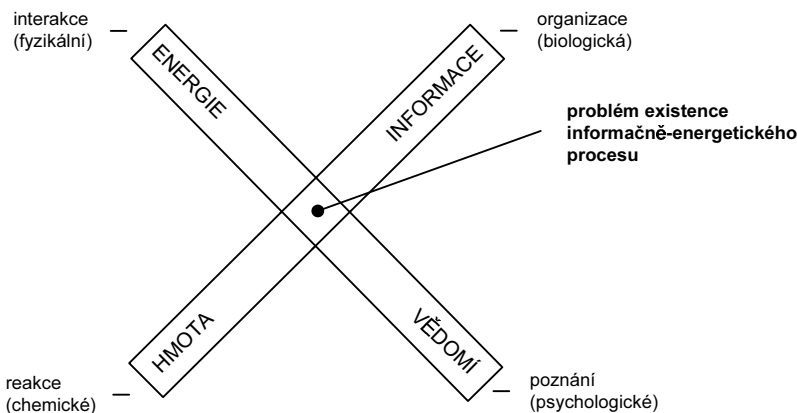 interakce
(fyzikální)
organizace
(biologická)
ENERGIE
INFORMACE
problém existence
informačně-energetického
procesu
HMOTA
VĚDOMÍ
reakce
(chemické)
poznání
(psychologické)